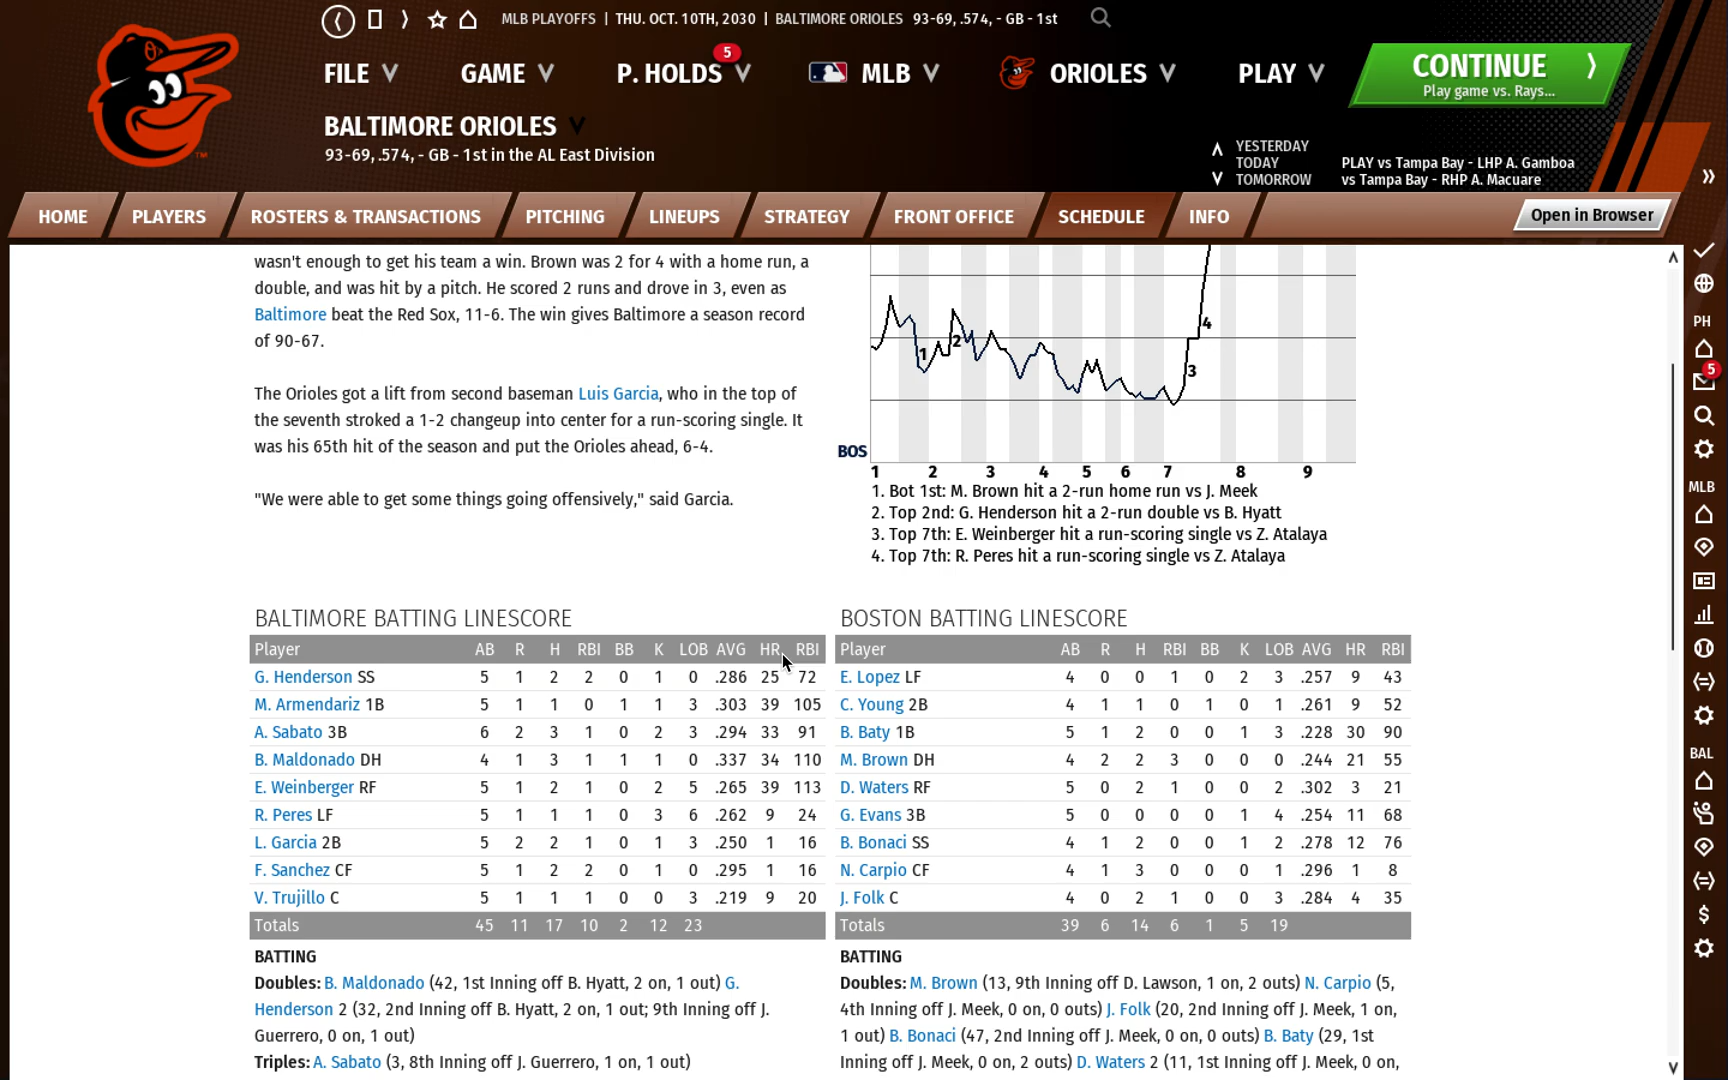 MLB PLAYOFFS | THU. OCT. 10TH, 2030 | BALTIMORE ORIOLES 93-69, .574, - GB - 1st
FILE GAME P. HOLDS 5 MLB ORIOLES PLAY
CONTINUE
Play game vs. Rays...
BALTIMORE ORIOLES
93-69, .574, - GB - 1st in the AL East Division
YESTERDAY
TODAY PLAY vs Tampa Bay - LHP A. Gamboa
TOMORROW vs Tampa Bay - RHP A. Macuare
HOME PLAYERS ROSTERS & TRANSACTIONS PITCHING LINEUPS STRATEGY FRONT OFFICE SCHEDULE INFO Open in Browser
wasn't enough to get his team a win. Brown was 2 for 4 with a home run, a
double, and was hit by a pitch. He scored 2 runs and drove in 3, even as
Baltimore beat the Red Sox, 11-6. The win gives Baltimore a season record
of 90-67.
The Orioles got a lift from second baseman Luis Garcia, who in the top of
the seventh stroked a 1-2 changeup into center for a run-scoring single. It
was his 65th hit of the season and put the Orioles ahead, 6-4.
"We were able to get some things going offensively," said Garcia.
1 2 3 4
BOS
1 2 3 4 5 6 7 8 9
1. Bot 1st: M. Brown hit a 2-run home run vs J. Meek
2. Top 2nd: G. Henderson hit a 2-run double vs B. Hyatt
3. Top 7th: E. Weinberger hit a run-scoring single vs Z. Atalaya
4. Top 7th: R. Peres hit a run-scoring single vs Z. Atalaya
BALTIMORE BATTING LINESCORE
Player AB R H RBI BB K LOB AVG HR RBI
G. Henderson SS 5 1 2 2 0 1 0 .286 25 72
M. Armendariz 1B 5 1 1 0 1 1 3 .303 39 105
A. Sabato 3B 6 2 3 1 0 2 3 .294 33 91
B. Maldonado DH 4 1 3 1 1 1 0 .337 34 110
E. Weinberger RF 5 1 2 1 0 2 5 .265 39 113
R. Peres LF 5 1 1 1 0 3 6 .262 9 24
L. Garcia 2B 5 2 2 1 0 1 3 .250 1 16
F. Sanchez CF 5 1 2 2 0 1 0 .295 1 16
V. Trujillo C 5 1 1 1 0 0 3 .219 9 20
Totals 45 11 17 10 2 12 23
BATTING
Doubles: B. Maldonado (42, 1st Inning off B. Hyatt, 2 on, 1 out) G.
Henderson 2 (32, 2nd Inning off B. Hyatt, 2 on, 1 out; 9th Inning off J.
Guerrero, 0 on, 1 out)
Triples: A. Sabato (3, 8th Inning off J. Guerrero, 1 on, 1 out)
BOSTON BATTING LINESCORE
Player AB R H RBI BB K LOB AVG HR RBI
E. Lopez LF 4 0 0 1 0 2 3 .257 9 43
C. Young 2B 4 1 1 0 1 0 1 .261 9 52
B. Baty 1B 5 1 2 0 0 1 3 .228 30 90
M. Brown DH 4 2 2 3 0 0 0 .244 21 55
D. Waters RF 5 0 2 1 0 0 2 .302 3 21
G. Evans 3B 5 0 0 0 0 1 4 .254 11 68
B. Bonaci SS 4 1 2 0 0 1 2 .278 12 76
N. Carpio CF 4 1 3 0 0 0 1 .296 1 8
J. Folk C 4 0 2 1 0 0 3 .284 4 35
Totals 39 6 14 6 1 5 19
BATTING
Doubles: M. Brown (13, 9th Inning off D. Lawson, 1 on, 2 outs) N. Carpio (5,
4th Inning off J. Meek, 0 on, 0 outs) J. Folk (20, 2nd Inning off J. Meek, 1 on,
1 out) B. Bonaci (47, 2nd Inning off J. Meek, 0 on, 0 outs) B. Baty (29, 1st
Inning off J. Meek, 0 on, 2 outs) D. Waters 2 (11, 1st Inning off J. Meek, 0 on,
PH
5
MLB
BAL